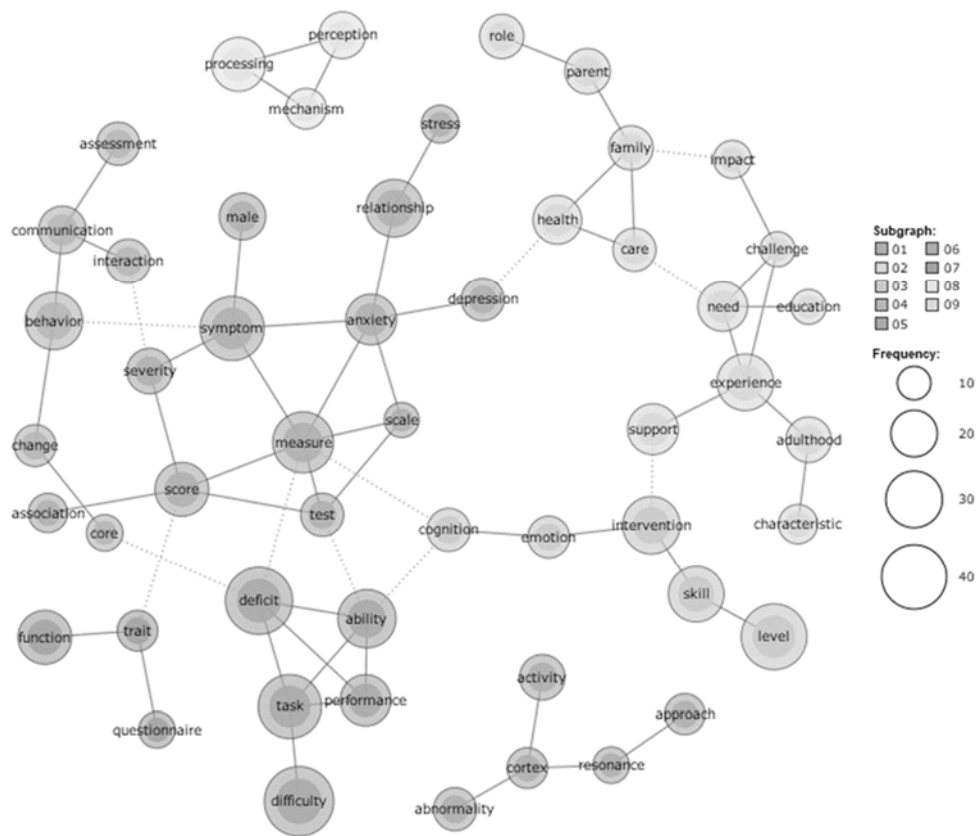 perception
role
processing
parent
mechanism
stress
assessment
family
impact
relationship
male
health
communication
care
challenge
interaction
depression
need
education
behavior
symptom
anxiety
severity
experience
scale
support
adulthood
change
measure
score
association
test
cognition
intervention
characteristic
core
emotion
deficit
ability
skill
function
trait
level
activity
task
performance
approach
questionnaire
cortex
resonance
difficulty
abnormality
Subgraph:
01 06
02 07
03 08
04 09
05
Frequency:
10
20
30
40